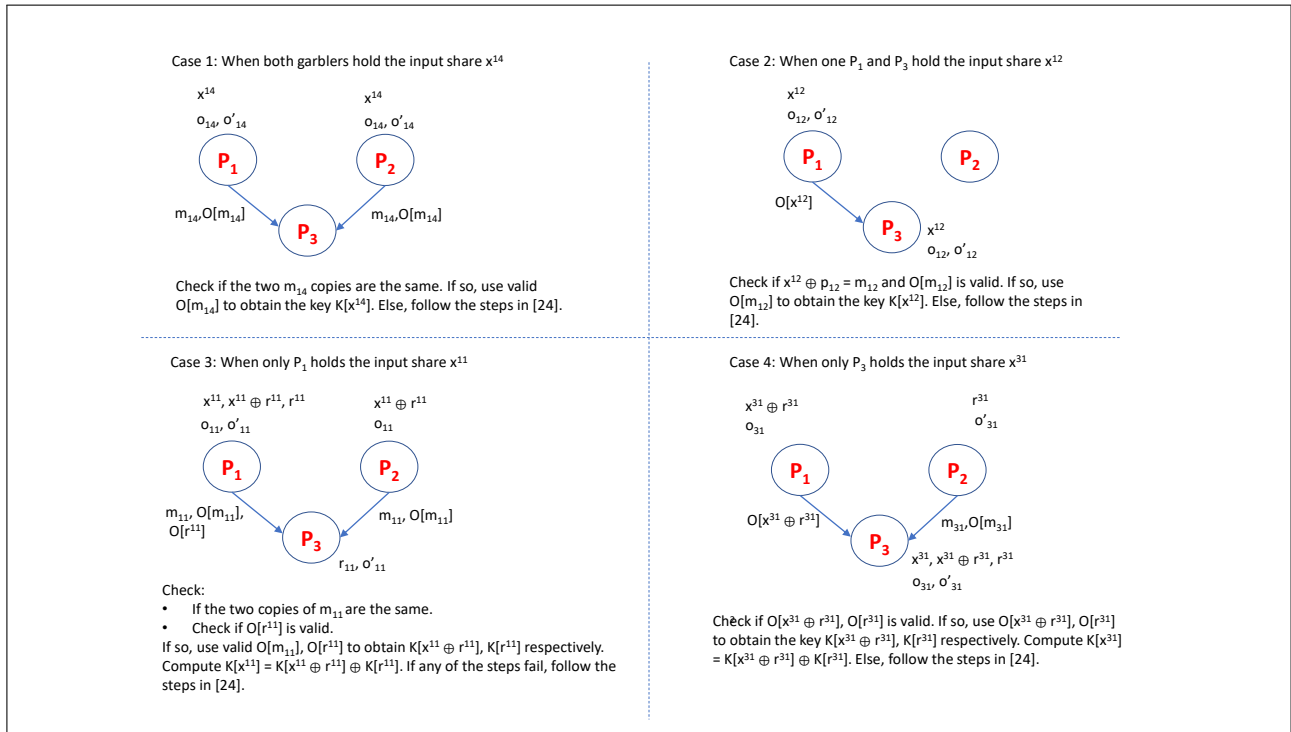 Case 1: When both garblers hold the input share x¹⁴
x¹⁴
x¹⁴
o₁₄, o'₁₄
o₁₄, o'₁₄
P₁
P₂
m₁₄,O[m₁₄]
m₁₄,O[m₁₄]
P₃
Check if the two m₁₄ copies are the same. If so, use valid
O[m₁₄] to obtain the key K[x¹⁴]. Else, follow the steps in [24].
Case 2: When one P₁ and P₃ hold the input share x¹²
x¹²
o₁₂, o'₁₂
P₁
P₂
O[x¹²]
P₃
x¹²
o₁₂, o'₁₂
Check if x¹² ⊕ p₁₂ = m₁₂ and O[m₁₂] is valid. If so, use
O[m₁₂] to obtain the key K[x¹²]. Else, follow the steps in
[24].
Case 3: When only P₁ holds the input share x¹¹
x¹¹, x¹¹ ⊕ r¹¹, r¹¹
x¹¹ ⊕ r¹¹
o₁₁, o'₁₁
o₁₁
P₁
P₂
m₁₁, O[m₁₁],
O[r¹¹]
m₁₁, O[m₁₁]
P₃
r₁₁, o'₁₁
Check:
• If the two copies of m₁₁ are the same.
• Check if O[r¹¹] is valid.
If so, use valid O[m₁₁], O[r¹¹] to obtain K[x¹¹ ⊕ r¹¹], K[r¹¹] respectively.
Compute K[x¹¹] = K[x¹¹ ⊕ r¹¹] ⊕ K[r¹¹]. If any of the steps fail, follow the
steps in [24].
Case 4: When only P₃ holds the input share x³¹
x³¹ ⊕ r³¹
r³¹
o₃₁
o'₃₁
P₁
P₂
O[x³¹ ⊕ r³¹]
m₃₁,O[m₃₁]
P₃
x³¹, x³¹ ⊕ r³¹, r³¹
o₃₁, o'₃₁
Check if O[x³¹ ⊕ r³¹], O[r³¹] is valid. If so, use O[x³¹ ⊕ r³¹], O[r³¹]
to obtain the key K[x³¹ ⊕ r³¹], K[r³¹] respectively. Compute K[x³¹]
= K[x³¹ ⊕ r³¹] ⊕ K[r³¹]. Else, follow the steps in [24].